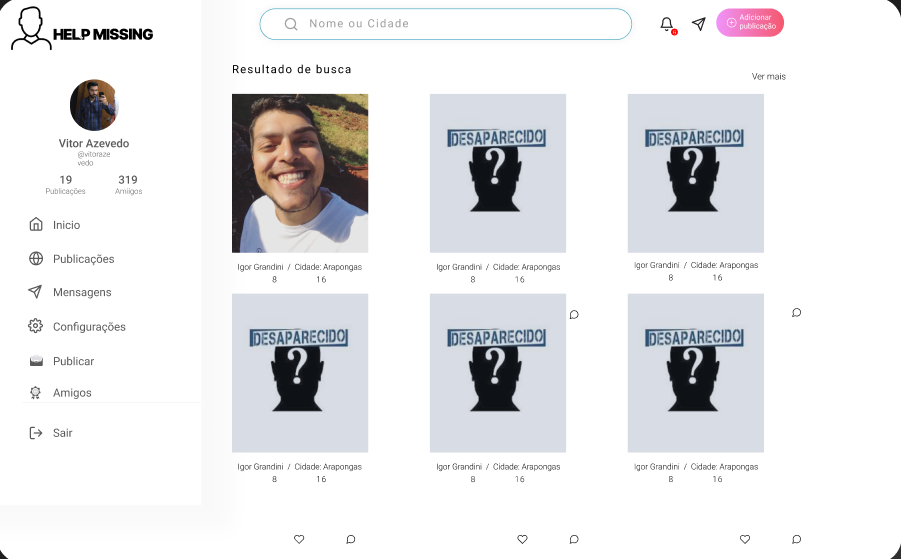 HELP MISSING
Nome ou Cidade
Adicionar
publicação
Resultado de busca
Ver mais
Vitor Azevedo
@vitoraze
vedo
19 319
Publicações Amigos
Inicio
Publicações
Mensagens
Configurações
Publicar
Amigos
Sair
DESAPARECIDO
?
DESAPARECIDO
?
Igor Grandini / Cidade: Arapongas
8 16
Igor Grandini / Cidade: Arapongas
8 16
Igor Grandini / Cidade: Arapongas
8 16
DESAPARECIDO
?
DESAPARECIDO
?
DESAPARECIDO
?
Igor Grandini / Cidade: Arapongas
8 16
Igor Grandini / Cidade: Arapongas
8 16
Igor Grandini / Cidade: Arapongas
8 16